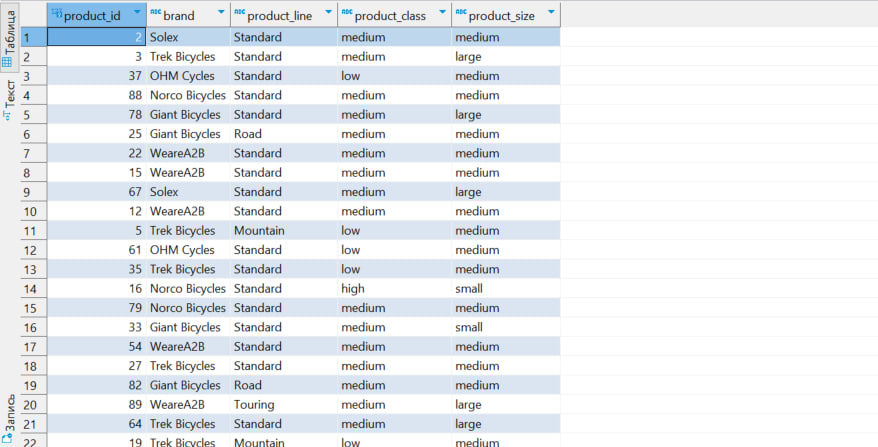 product_id brand product_line product_class product_size
1 2 Solex Standard medium medium
2 3 Trek Bicycles Standard medium large
3 37 OHM Cycles Standard low medium
4 88 Norco Bicycles Standard medium medium
5 78 Giant Bicycles Standard medium large
6 25 Giant Bicycles Road medium medium
7 22 WeareA2B Standard medium medium
8 15 WeareA2B Standard medium medium
9 67 Solex Standard medium large
10 12 WeareA2B Standard medium medium
11 5 Trek Bicycles Mountain low medium
12 61 OHM Cycles Standard low medium
13 35 Trek Bicycles Standard low medium
14 16 Norco Bicycles Standard high small
15 79 Norco Bicycles Standard medium medium
16 33 Giant Bicycles Standard medium small
17 54 WeareA2B Standard medium medium
18 27 Trek Bicycles Standard medium medium
19 82 Giant Bicycles Road medium medium
20 89 WeareA2B Touring medium large
21 64 Trek Bicycles Standard medium large
22 19 Trek Bicycles Mountain low medium
Таблица
Текст
Запись